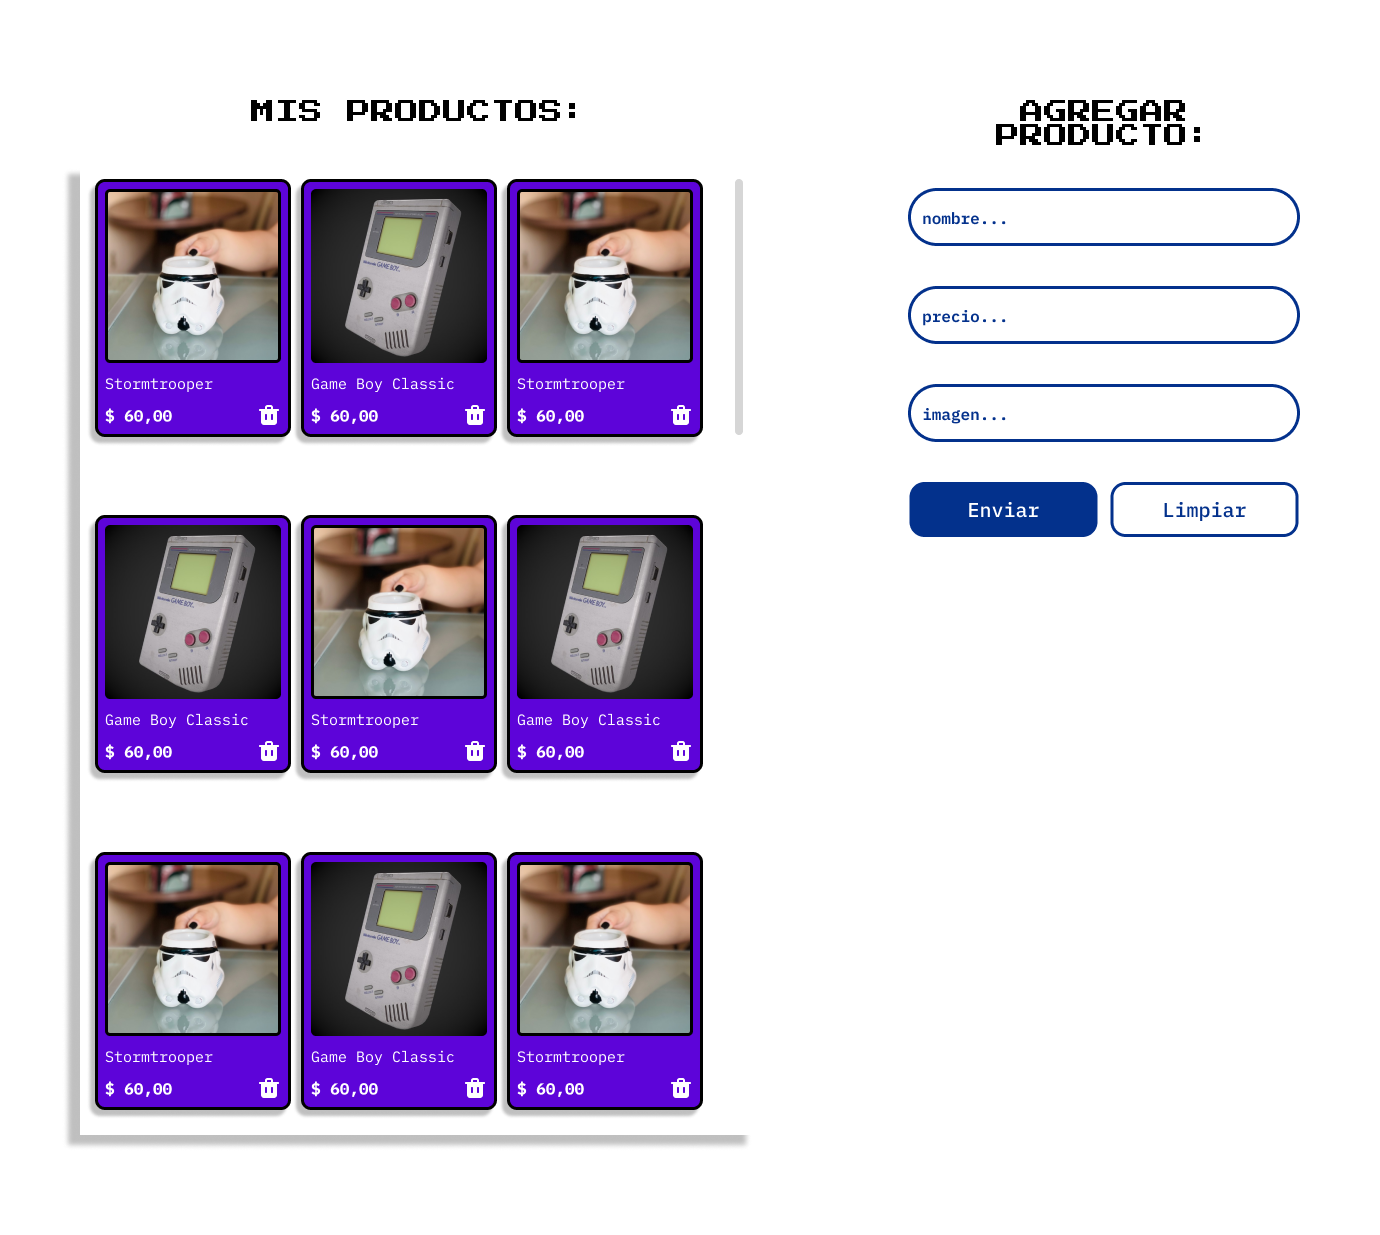 MIS PRODUCTOS:
Stormtrooper
$ 60,00
Game Boy Classic
$ 60,00
Stormtrooper
$ 60,00
Game Boy Classic
$ 60,00
Stormtrooper
$ 60,00
Game Boy Classic
$ 60,00
Stormtrooper
$ 60,00
Game Boy Classic
$ 60,00
Stormtrooper
$ 60,00
AGREGAR
PRODUCTO:
nombre...
precio...
imagen...
Enviar
Limpiar